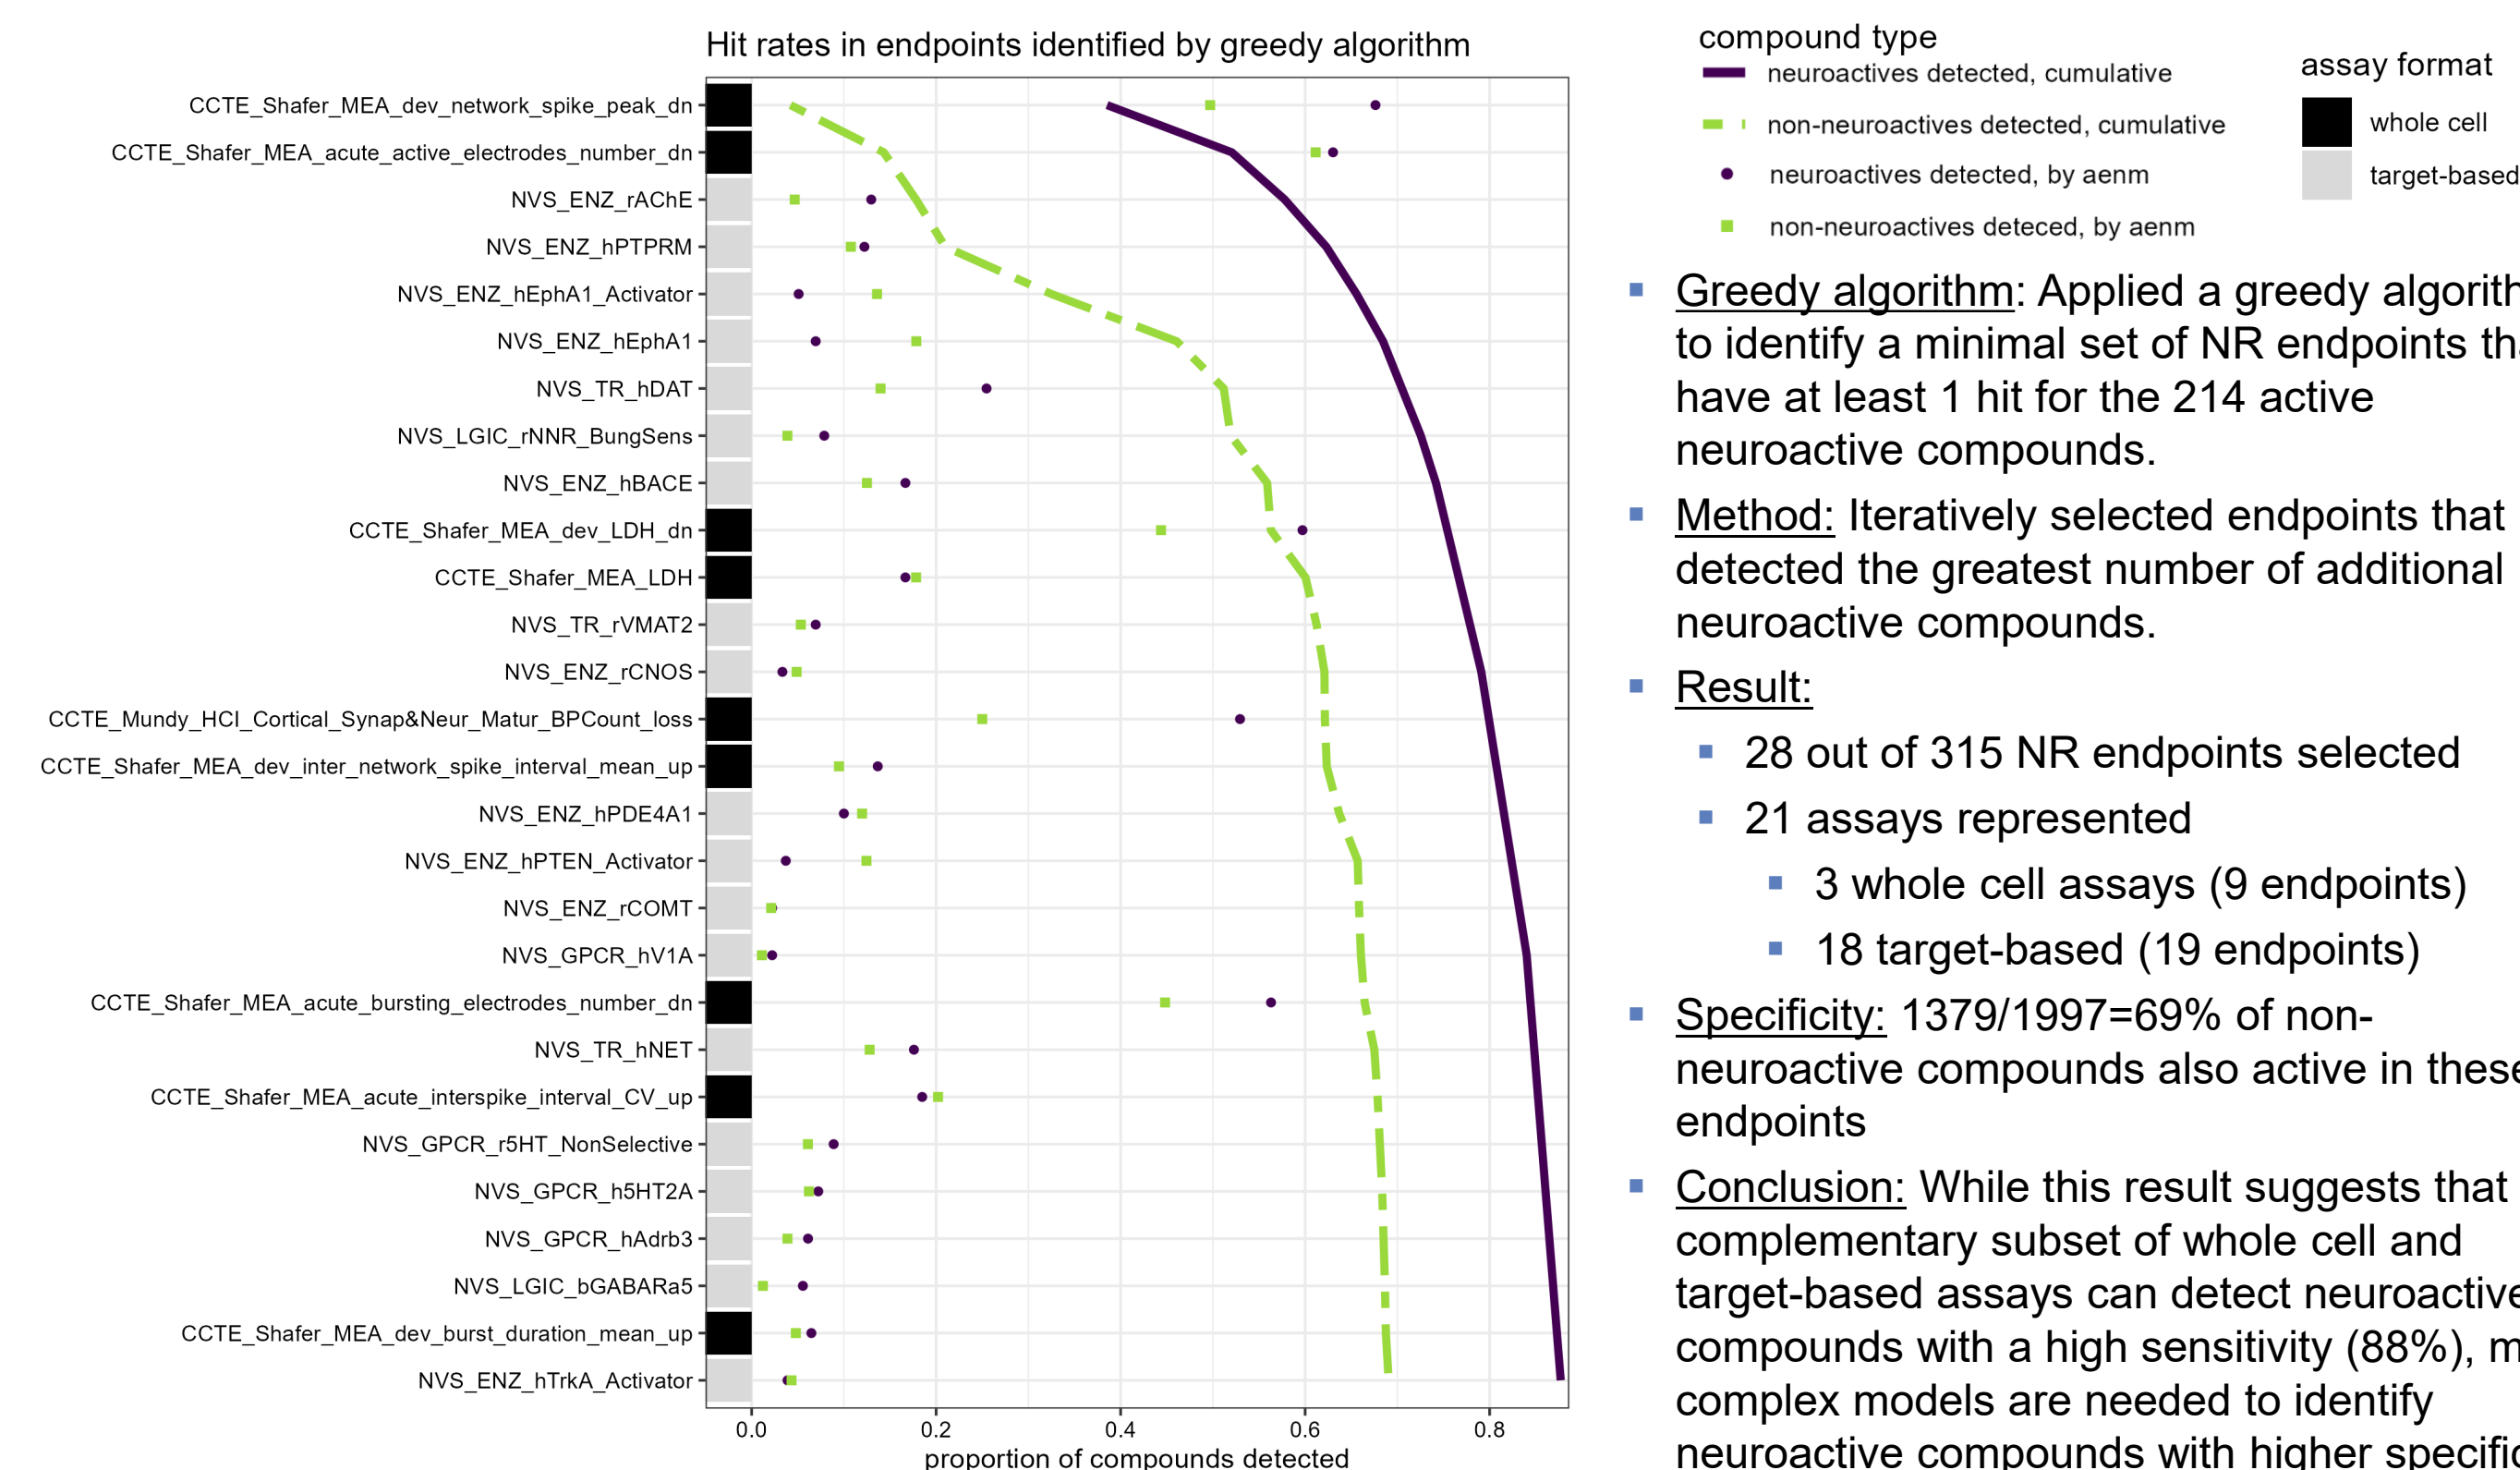 Hit rates in endpoints identified by greedy algorithm
CCTE_Shafer_MEA_dev_network_spike_peak_dn
CCTE_Shafer_MEA_acute_active_electrodes_number_dn
NVS_ENZ_rAChE
NVS_ENZ_hPTPRM
NVS_ENZ_hEphA1_Activator
NVS_ENZ_hEphA1
NVS_TR_hDAT
NVS_LGIC_rNNR_BungSens
NVS_ENZ_hBACE
CCTE_Shafer_MEA_dev_LDH_dn
CCTE_Shafer_MEA_LDH
NVS_TR_rVMAT2
NVS_ENZ_rCNOS
CCTE_Mundy_HCI_Cortical_Synap&Neur_Matur_BPCount_loss
CCTE_Shafer_MEA_dev_inter_network_spike_interval_mean_up
NVS_ENZ_hPDE4A1
NVS_ENZ_hPTEN_Activator
NVS_ENZ_rCOMT
NVS_GPCR_hV1A
CCTE_Shafer_MEA_acute_bursting_electrodes_number_dn
NVS_TR_hNET
CCTE_Shafer_MEA_acute_interspike_interval_CV_up
NVS_GPCR_r5HT_NonSelective
NVS_GPCR_h5HT2A
NVS_GPCR_hAdrb3
NVS_LGIC_bGABARa5
CCTE_Shafer_MEA_dev_burst_duration_mean_up
NVS_ENZ_hTrkA_Activator
0.0 0.2 0.4 0.6 0.8
proportion of compounds detected
compound type
neuroactives detected, cumulative
non-neuroactives detected, cumulative
neuroactives detected, by aenm
non-neuroactives deteced, by aenm
assay format
whole cell
target-based
Greedy algorithm: Applied a greedy
to identify a minimal set of NR endpoints
have at least 1 hit for the 214 active
neuroactive compounds.
Method: Iteratively selected endpoints that
detected the greatest number of additional
neuroactive compounds.
Result:
28 out of 315 NR endpoints selected
21 assays represented
3 whole cell assays (9 endpoints)
18 target-based (19 endpoints)
Specificity: 1379/1997=69% of non-
neuroactive compounds also active in these
endpoints
Conclusion: While this result suggests that
complementary subset of whole cell and
target-based assays can detect neuroactive
compounds with a high sensitivity (88%),
complex models are needed to identify
neuroactive compounds with higher